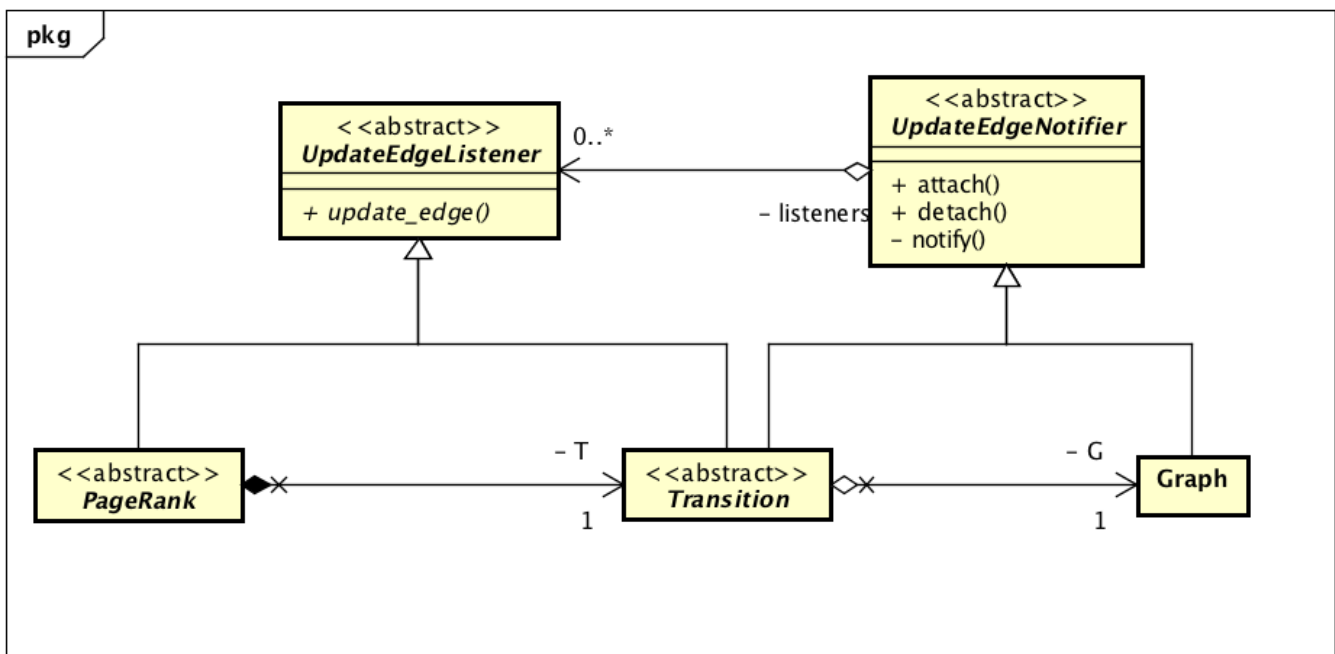 pkg
<<abstract>>
UpdateEdgeListener
+ update_edge()
0..*
– listeners
<<abstract>>
UpdateEdgeNotifier
+ attach()
+ detach()
– notify()
<<abstract>>
PageRank
– T
1
<<abstract>>
Transition
– G
1
Graph